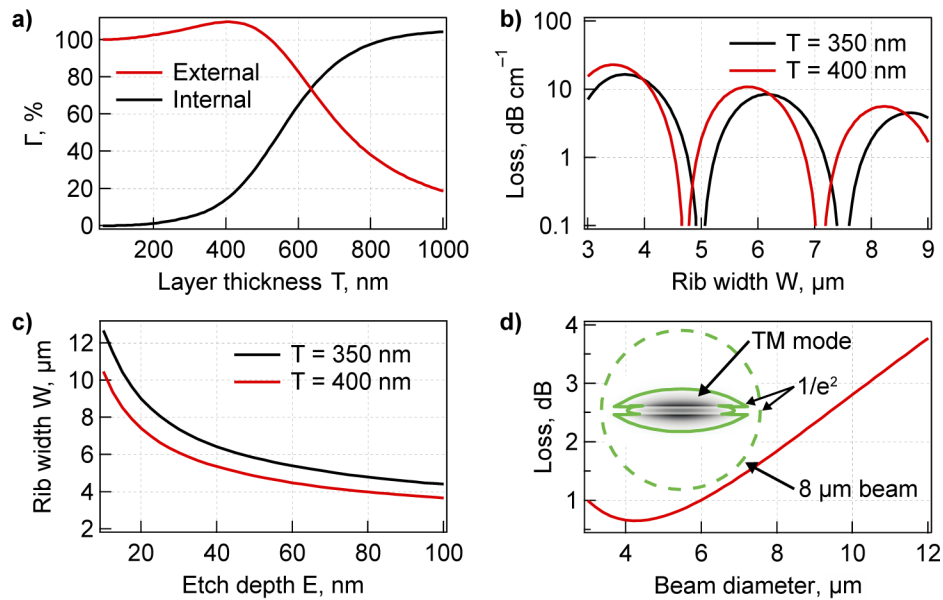 a)
Γ, %
100
80
60
40
20
0
External
Internal
200
400
600
800
1000
Layer thickness T, nm
b)
Loss, dB cm⁻¹
100
10
1
0.1
T = 350 nm
T = 400 nm
3
4
5
6
7
8
9
Rib width W, µm
c)
Rib width W, µm
12
10
8
6
4
2
T = 350 nm
T = 400 nm
20
40
60
80
100
Etch depth E, nm
d)
Loss, dB
4
3
2
1
TM mode
1/e²
8 µm beam
4
6
8
10
12
Beam diameter, µm